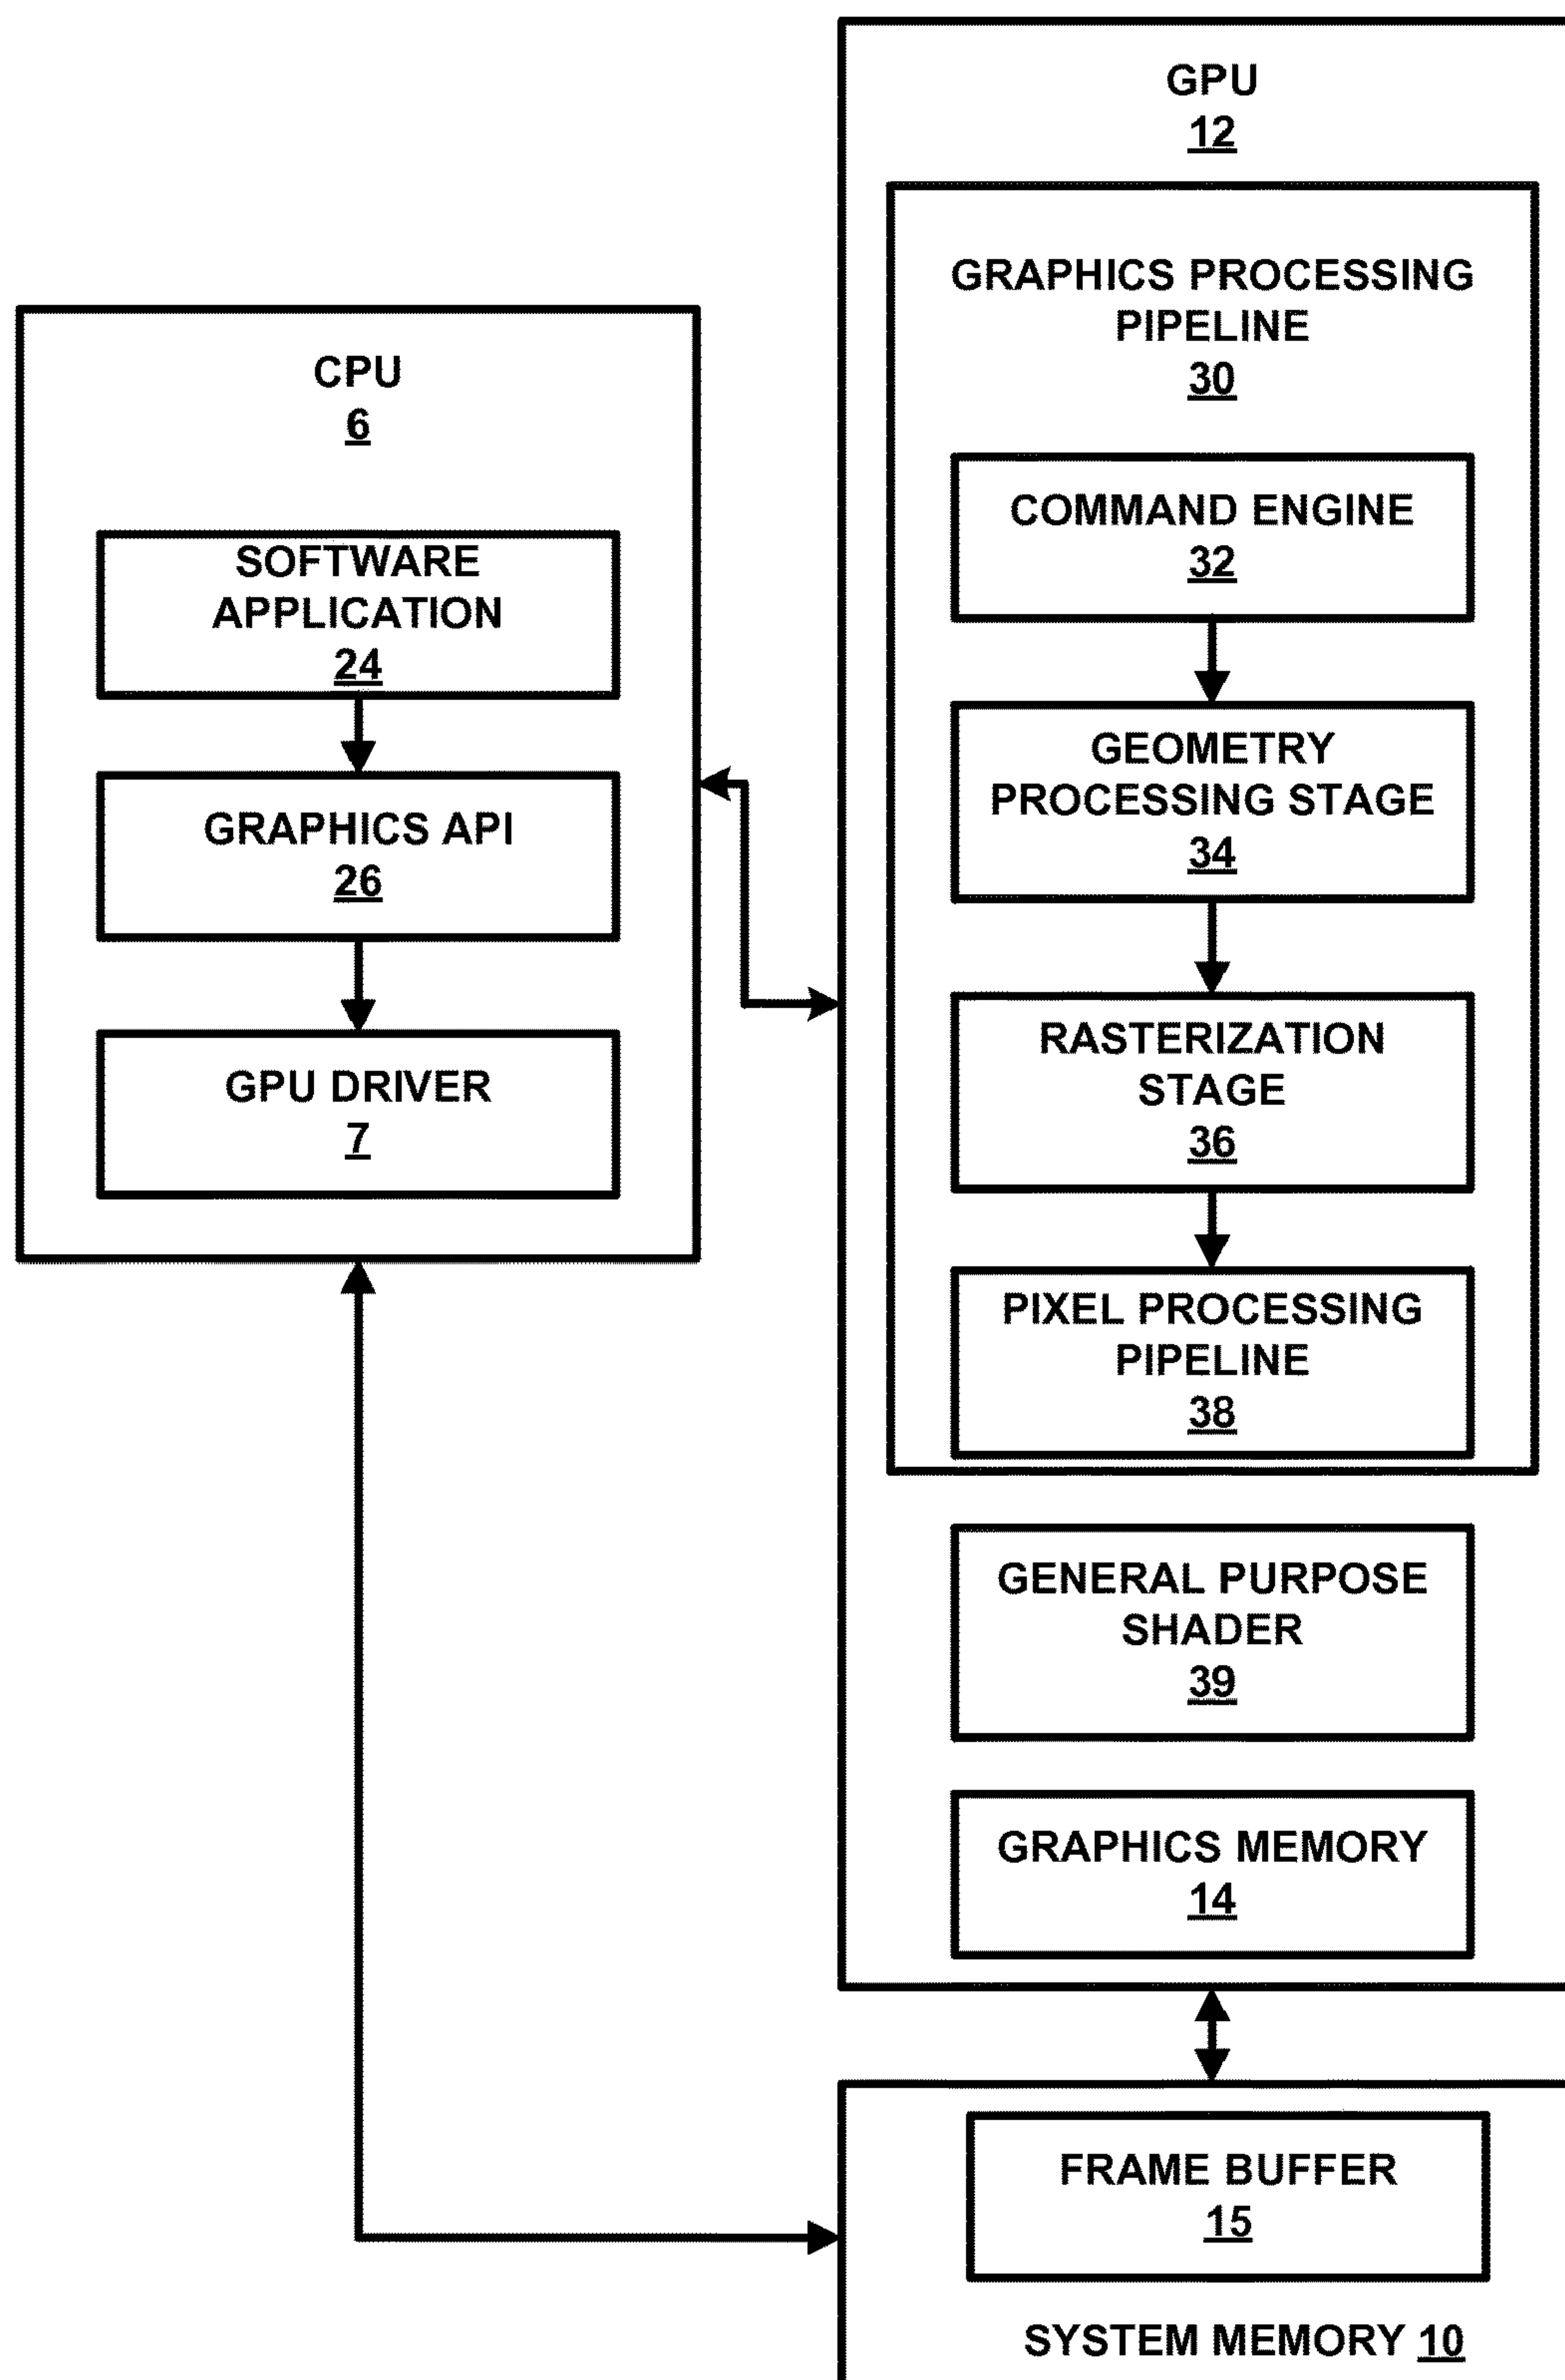 CPU
6
SOFTWARE
APPLICATION
24
GRAPHICS API
26
GPU DRIVER
7
GPU
12
GRAPHICS PROCESSING
PIPELINE
30
COMMAND ENGINE
32
GEOMETRY
PROCESSING STAGE
34
RASTERIZATION
STAGE
36
PIXEL PROCESSING
PIPELINE
38
GENERAL PURPOSE
SHADER
39
GRAPHICS MEMORY
14
FRAME BUFFER
15
SYSTEM MEMORY 10